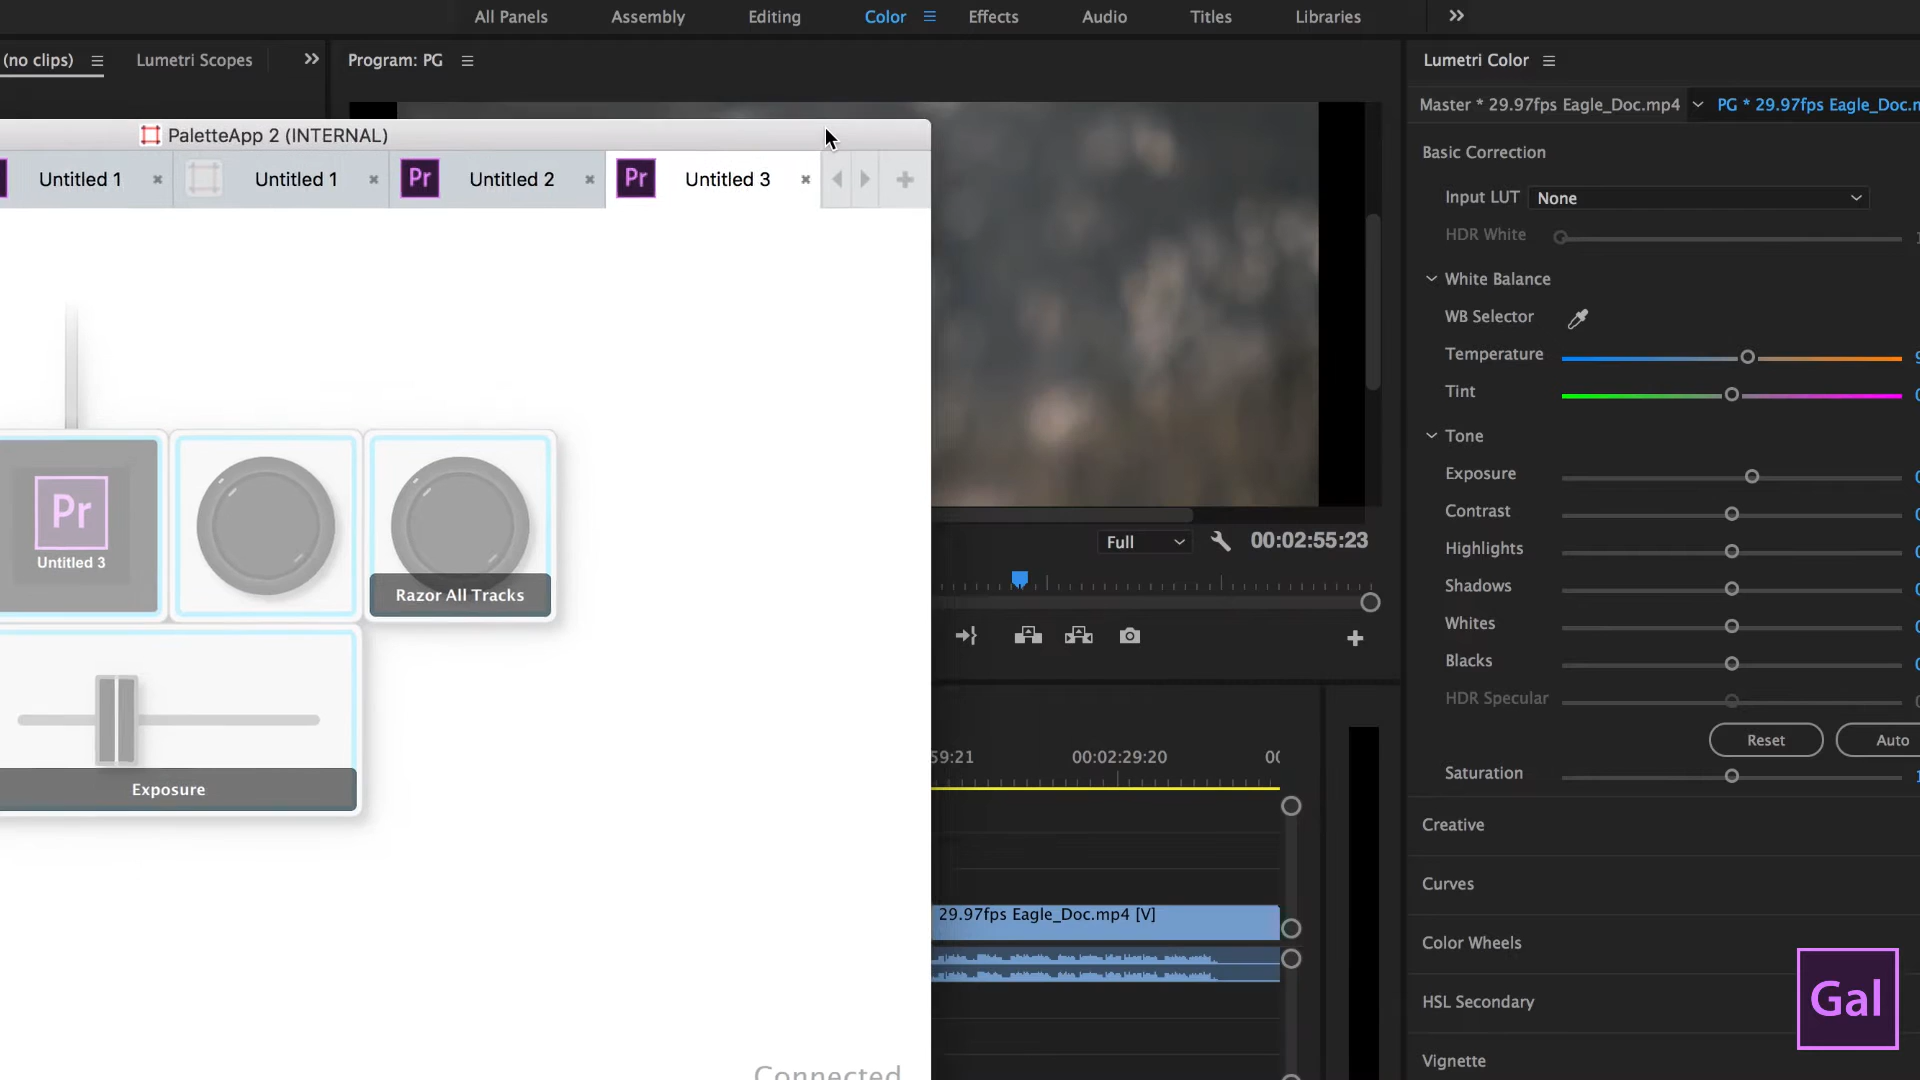 All Panels Assembly Editing Color Effects Audio Titles Libraries
(no clips) Lumetri Scopes Program: PG Lumetri Color
Master * 29.97fps Eagle_Doc.mp4 PG * 29.97fps Eagle_Doc.
PaletteApp 2 (INTERNAL)
Untitled 1 Untitled 1 Pr Untitled 2 Pr Untitled 3
Basic Correction
Input LUT None
HDR White
White Balance
WB Selector
Temperature
Tint
Tone
Exposure
Contrast
Highlights
Shadows
Whites
Blacks
HDR Specular
Reset Auto
Saturation
Creative
Curves
Color Wheels
HSL Secondary
Vignette
Pr
Untitled 3
Razor All Tracks
Exposure
Full 00:02:55:23
59:21 00:02:29:20
29.97fps Eagle_Doc.mp4 [V]
Connected
Gal